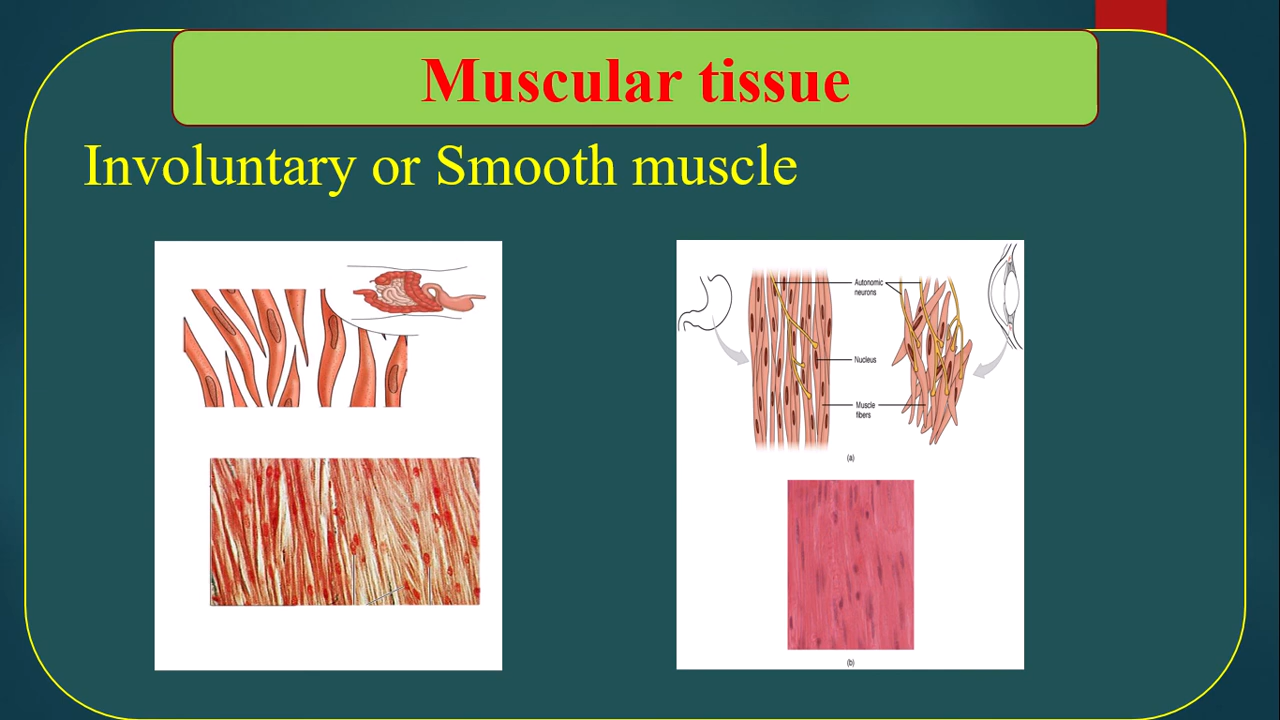 Muscular tissue
Involuntary or Smooth muscle
Autonomic
neurons
Nucleus
Muscle
fibers
(a)
(b)